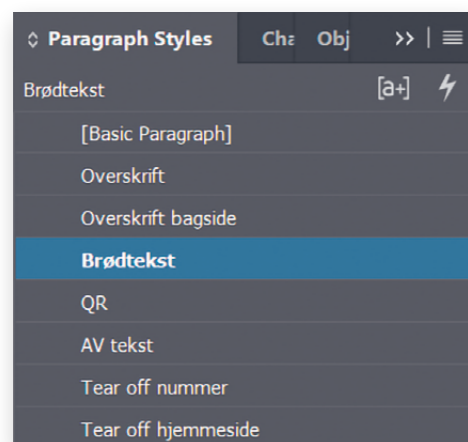 Paragraph Styles Cha Obj >>
Brødtekst [a+]
[Basic Paragraph]
Overskrift
Overskrift bagside
Brødtekst
QR
AV tekst
Tear off nummer
Tear off hjemmeside